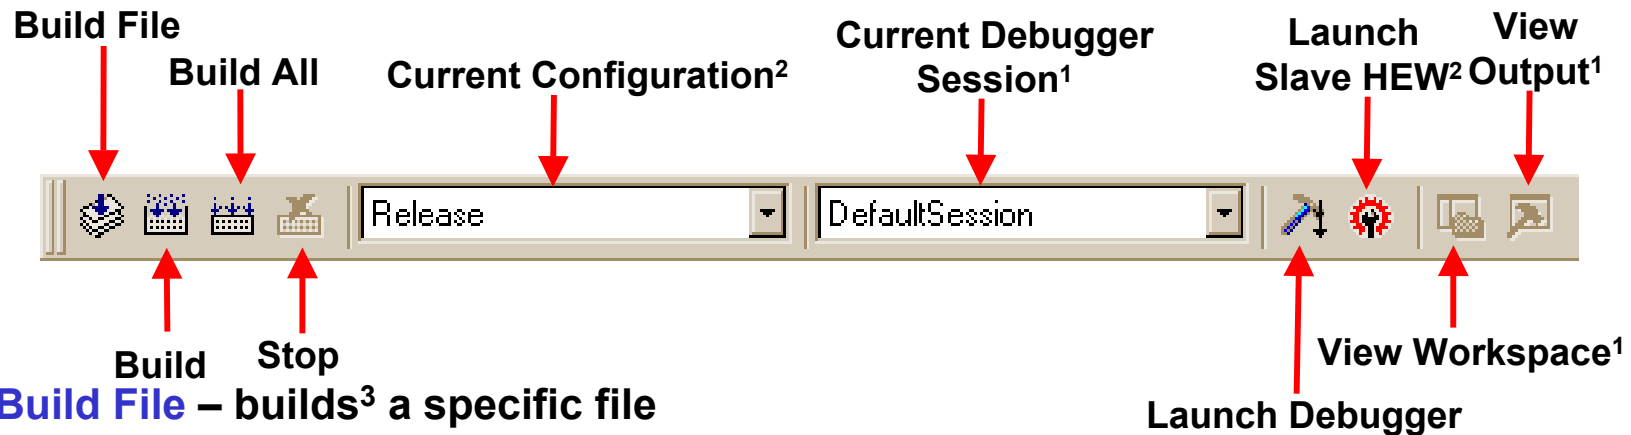 Build File
Build All
Current Configuration²
Current Debugger
Session¹
Launch
Slave HEW²
View
Output¹
Release
DefaultSession
Build
Stop
View Workspace¹
Launch Debugger
Build File – builds³ a specific file